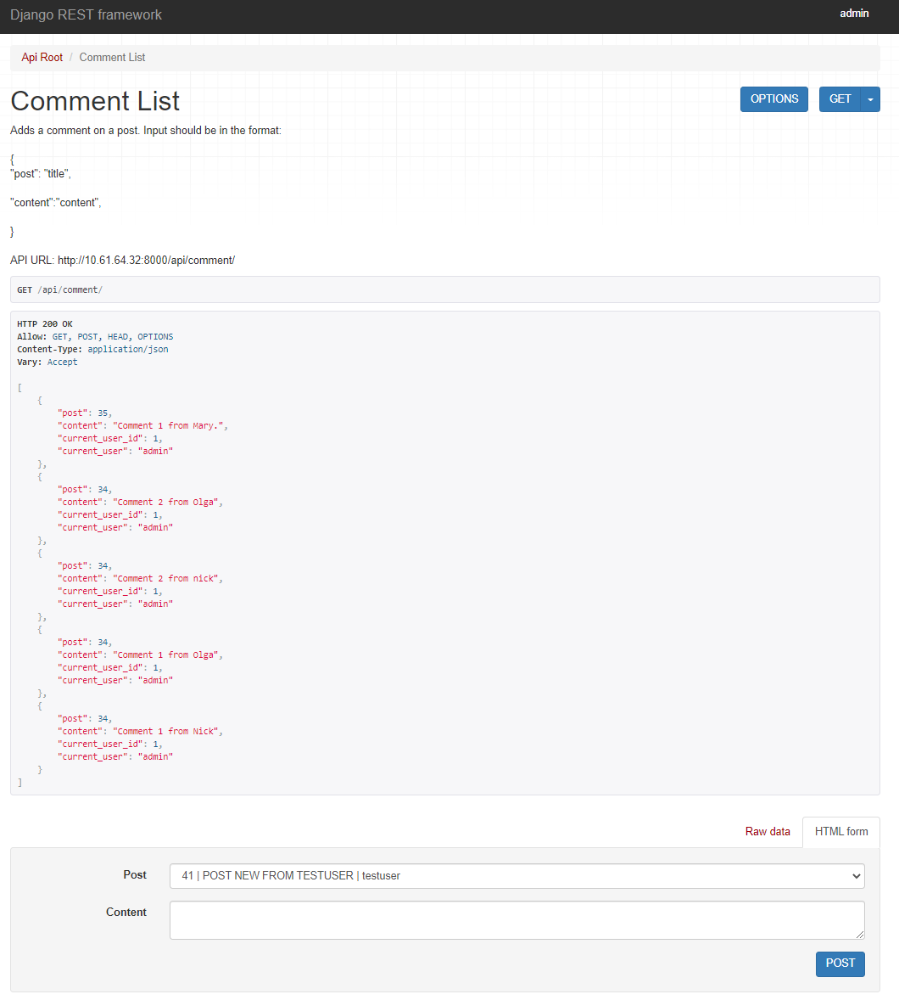 Django REST framework
admin
Api Root / Comment List
Comment List
OPTIONS
GET
Adds a comment on a post. Input should be in the format:
{
"post": "title",
"content":"content",
}
API URL: http://10.61.64.32:8000/api/comment/
GET /api/comment/
HTTP 200 OK
Allow: GET, POST, HEAD, OPTIONS
Content-Type: application/json
Vary: Accept
[
{
"post": 35,
"content": "Comment 1 from Mary.",
"current_user_id": 1,
"current_user": "admin"
},
{
"post": 34,
"content": "Comment 2 from Olga",
"current_user_id": 1,
"current_user": "admin"
},
{
"post": 34,
"content": "Comment 2 from nick",
"current_user_id": 1,
"current_user": "admin"
},
{
"post": 34,
"content": "Comment 1 from Olga",
"current_user_id": 1,
"current_user": "admin"
},
{
"post": 34,
"content": "Comment 1 from Nick",
"current_user_id": 1,
"current_user": "admin"
}
]
Raw data
HTML form
Post
41 | POST NEW FROM TESTUSER | testuser
Content
POST